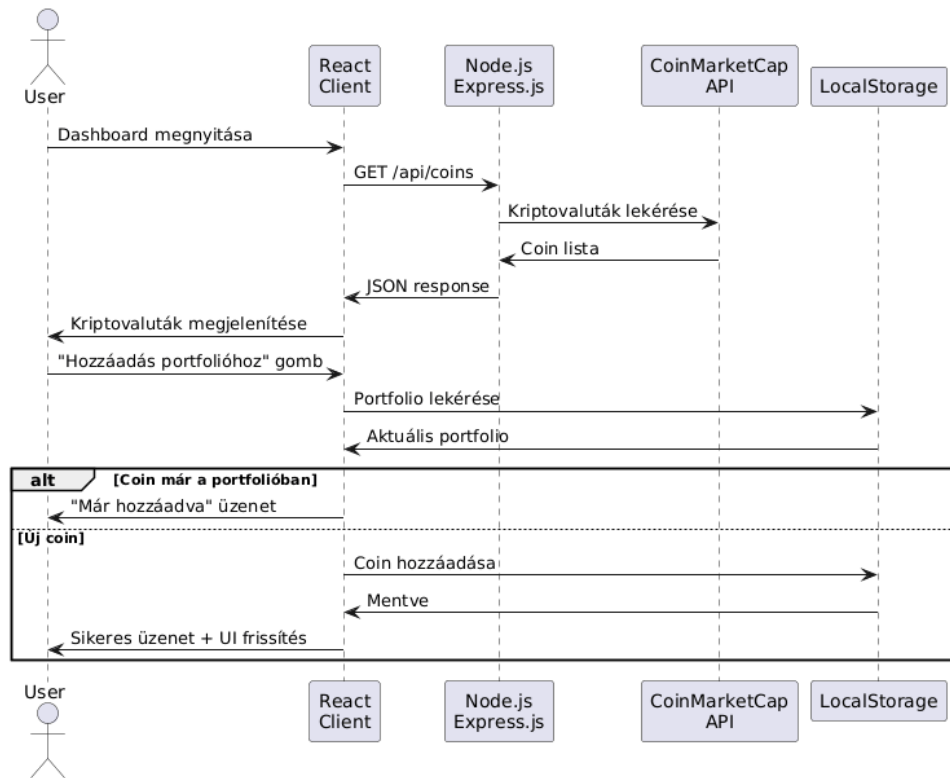 User
React
Client
Node.js
Express.js
CoinMarketCap
API
LocalStorage
Dashboard megnyitása
GET /api/coins
Kriptovaluták lekérése
Coin lista
JSON response
Kriptovaluták megjelenítése
"Hozzáadás portfolióhoz" gomb
Portfolio lekérése
Aktuális portfolio
alt [Coin már a portfolióban]
"Már hozzáadva" üzenet
[Új coin]
Coin hozzáadása
Mentve
Sikeres üzenet + UI frissítés
User
React
Client
Node.js
Express.js
CoinMarketCap
API
LocalStorage